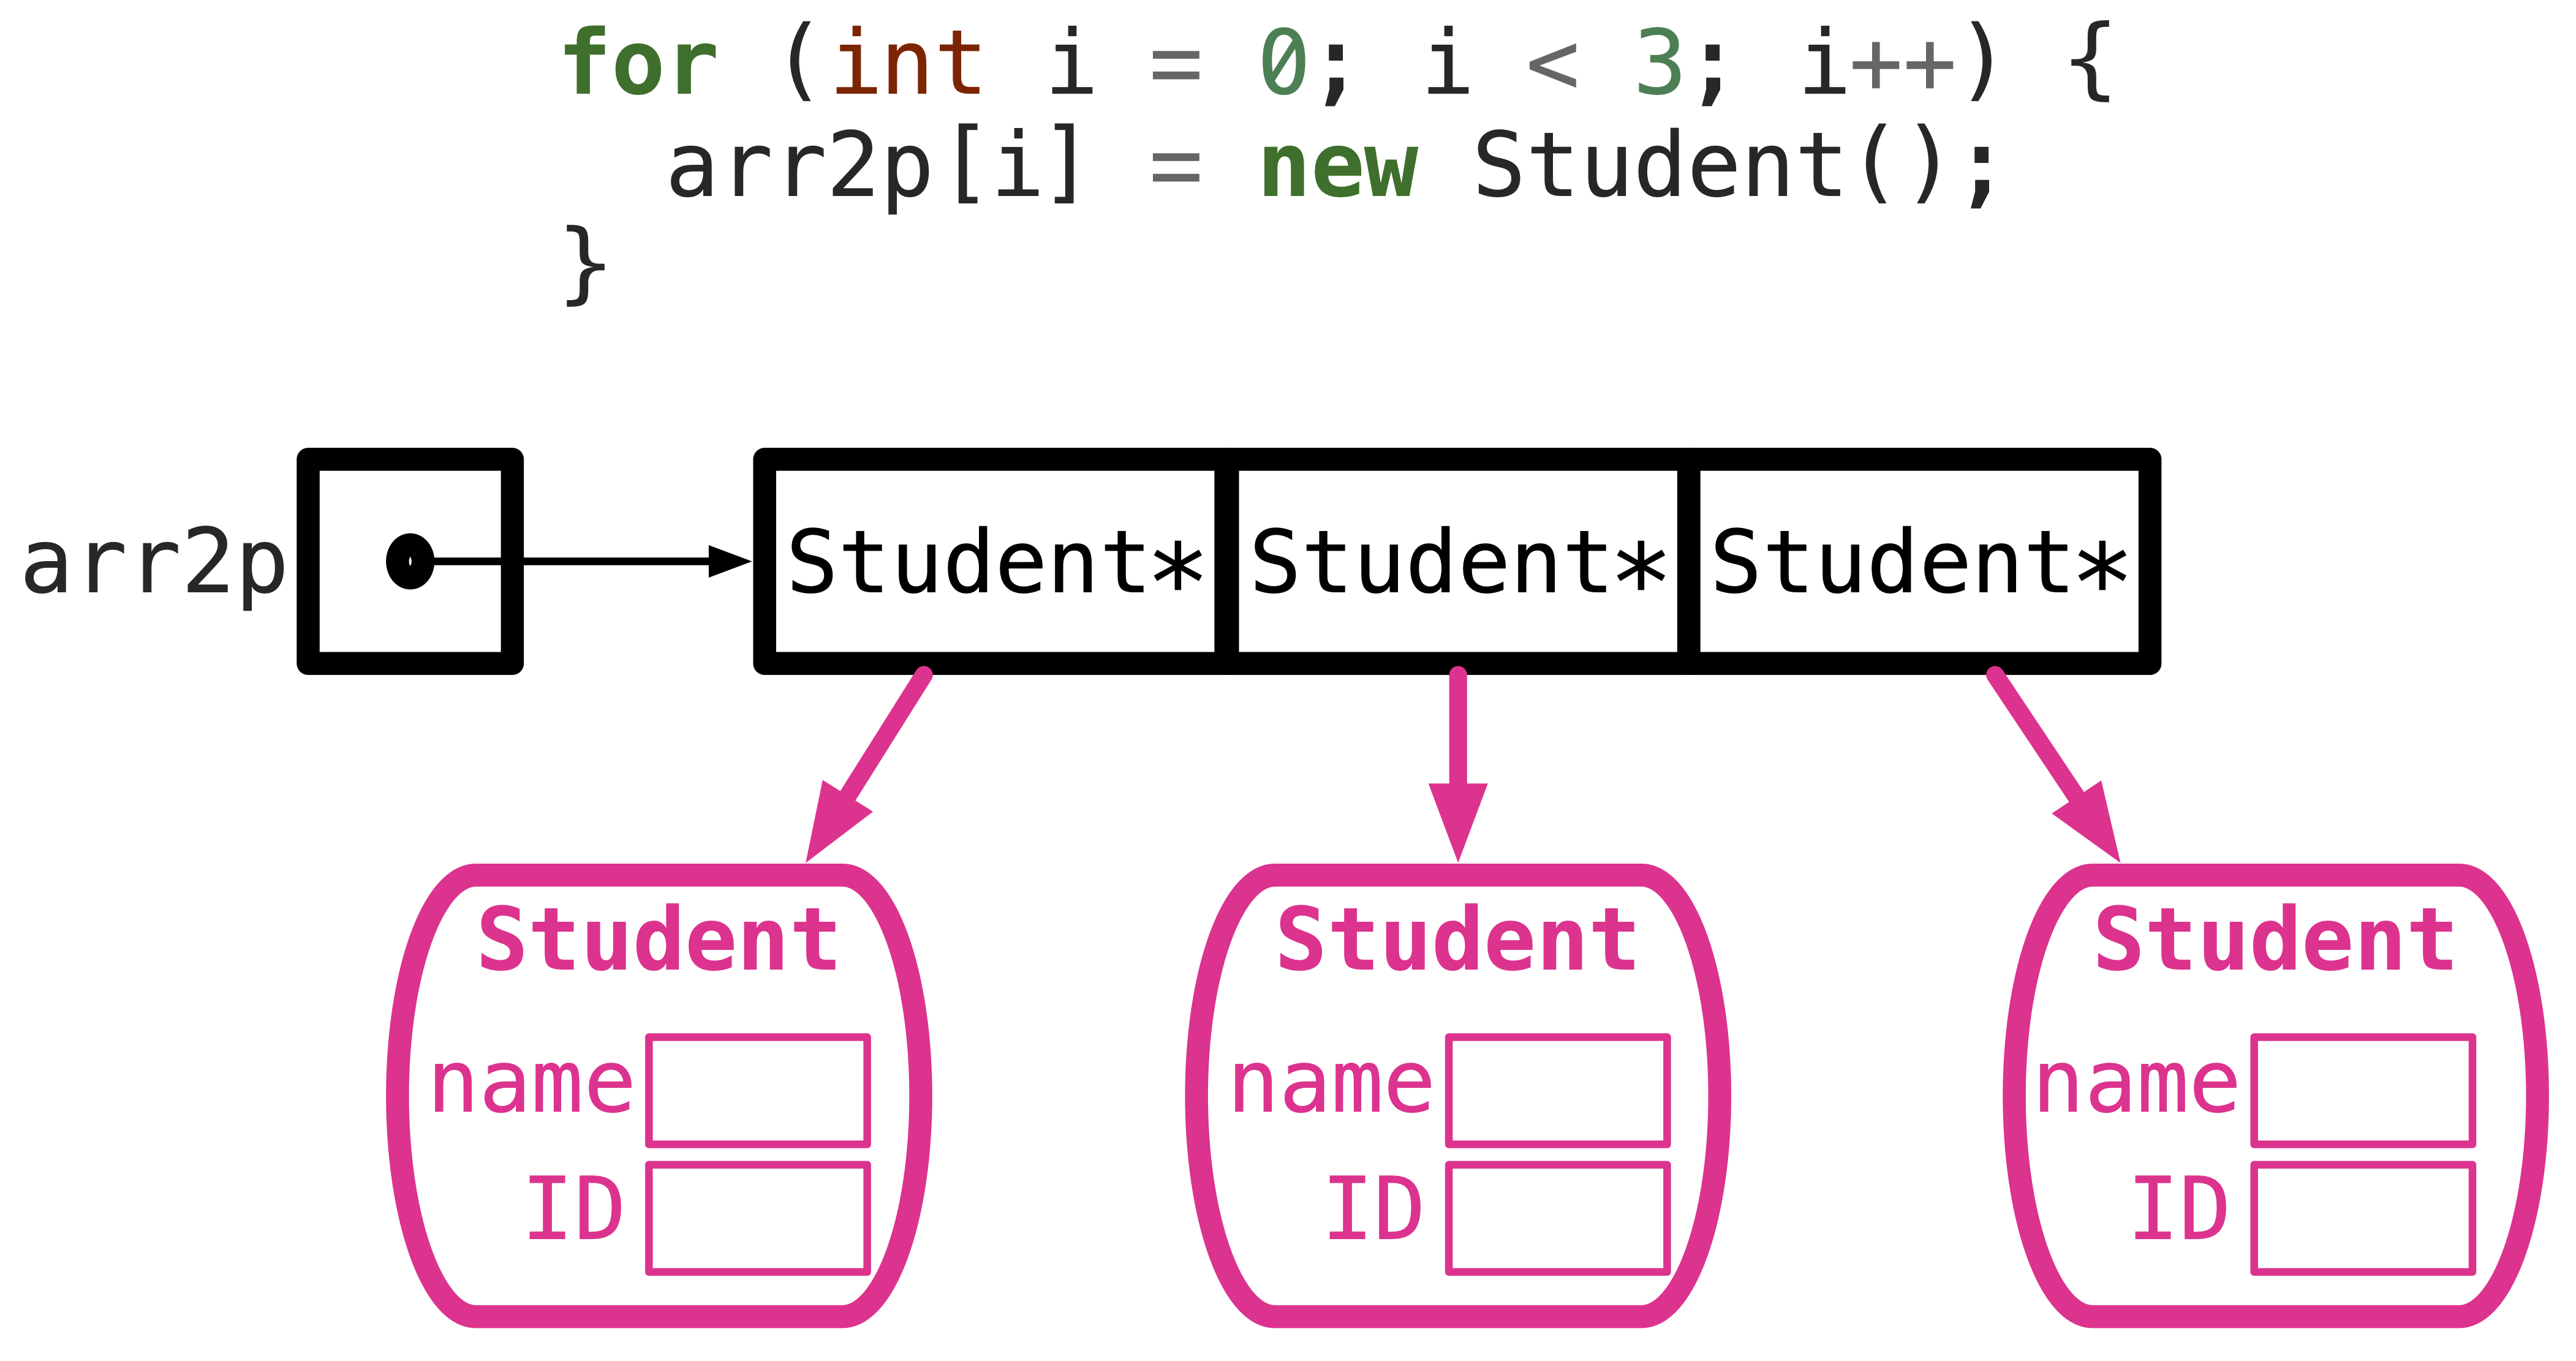 for (int i = 0; i < 3; i++) {
  arr2p[i] = new Student();
}
arr2p Student* Student* Student*
Student Student Student
name name name
ID ID ID